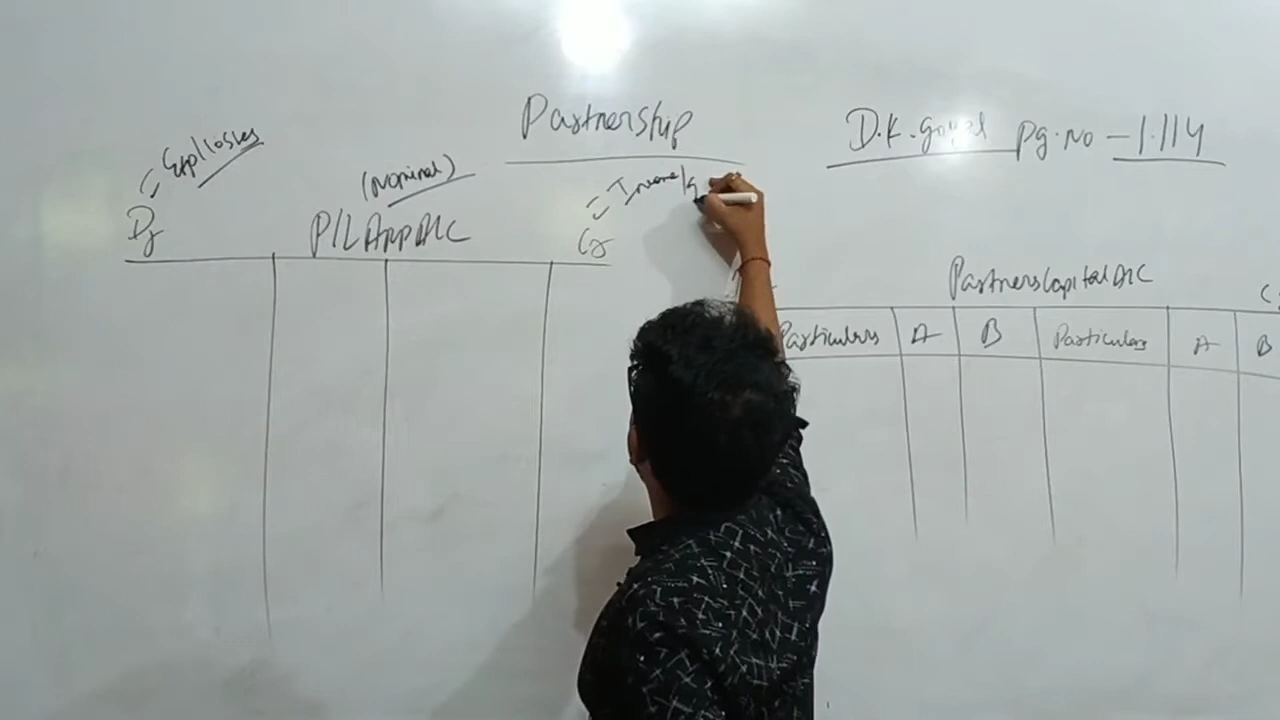 Partnership
D.K. Goyal Pg. No - 1.114
= Exp/losses
(Nominal)
= Income/g
Dr
P/L App A/c
Cr
Partners Capital A/c
Particulars A B Particulars A B